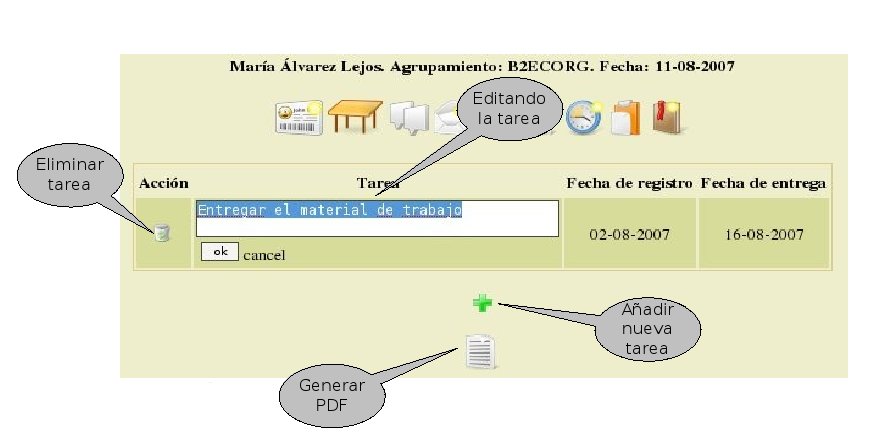 María Álvarez Lejos. Agrupamiento: B2ECORG. Fecha: 11-08-2007
Editando
la tarea
Eliminar
tarea
Acción Tarea Fecha de registro Fecha de entrega
Entregar el material de trabajo
02-08-2007 16-08-2007
ok cancel
Añadir
nueva
tarea
Generar
PDF